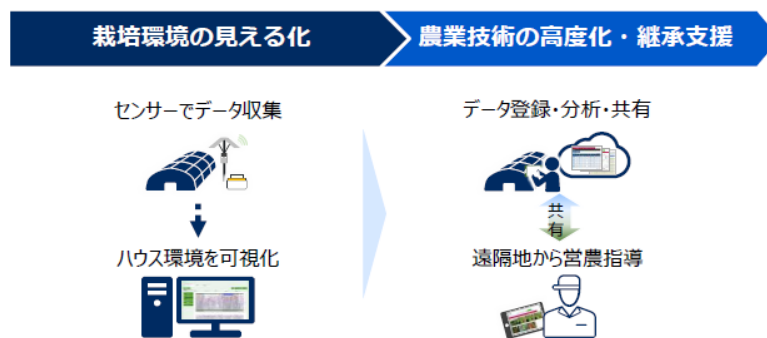 栽培環境の見える化
農業技術の高度化・継承支援
センサーでデータ収集
ハウス環境を可視化
データ登録・分析・共有
共有
遠隔地から営農指導